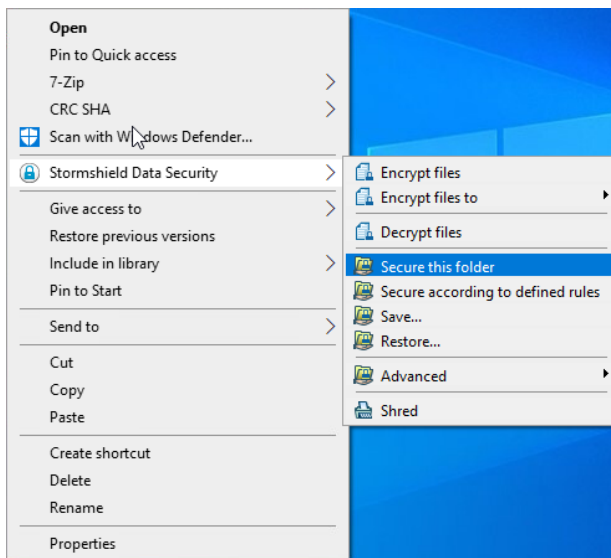 Open
Pin to Quick access
7-Zip
CRC SHA
Scan with Windows Defender...
Stormshield Data Security
Give access to
Restore previous versions
Include in library
Pin to Start
Send to
Cut
Copy
Paste
Create shortcut
Delete
Rename
Properties
Encrypt files
Encrypt files to
Decrypt files
Secure this folder
Secure according to defined rules
Save...
Restore...
Advanced
Shred